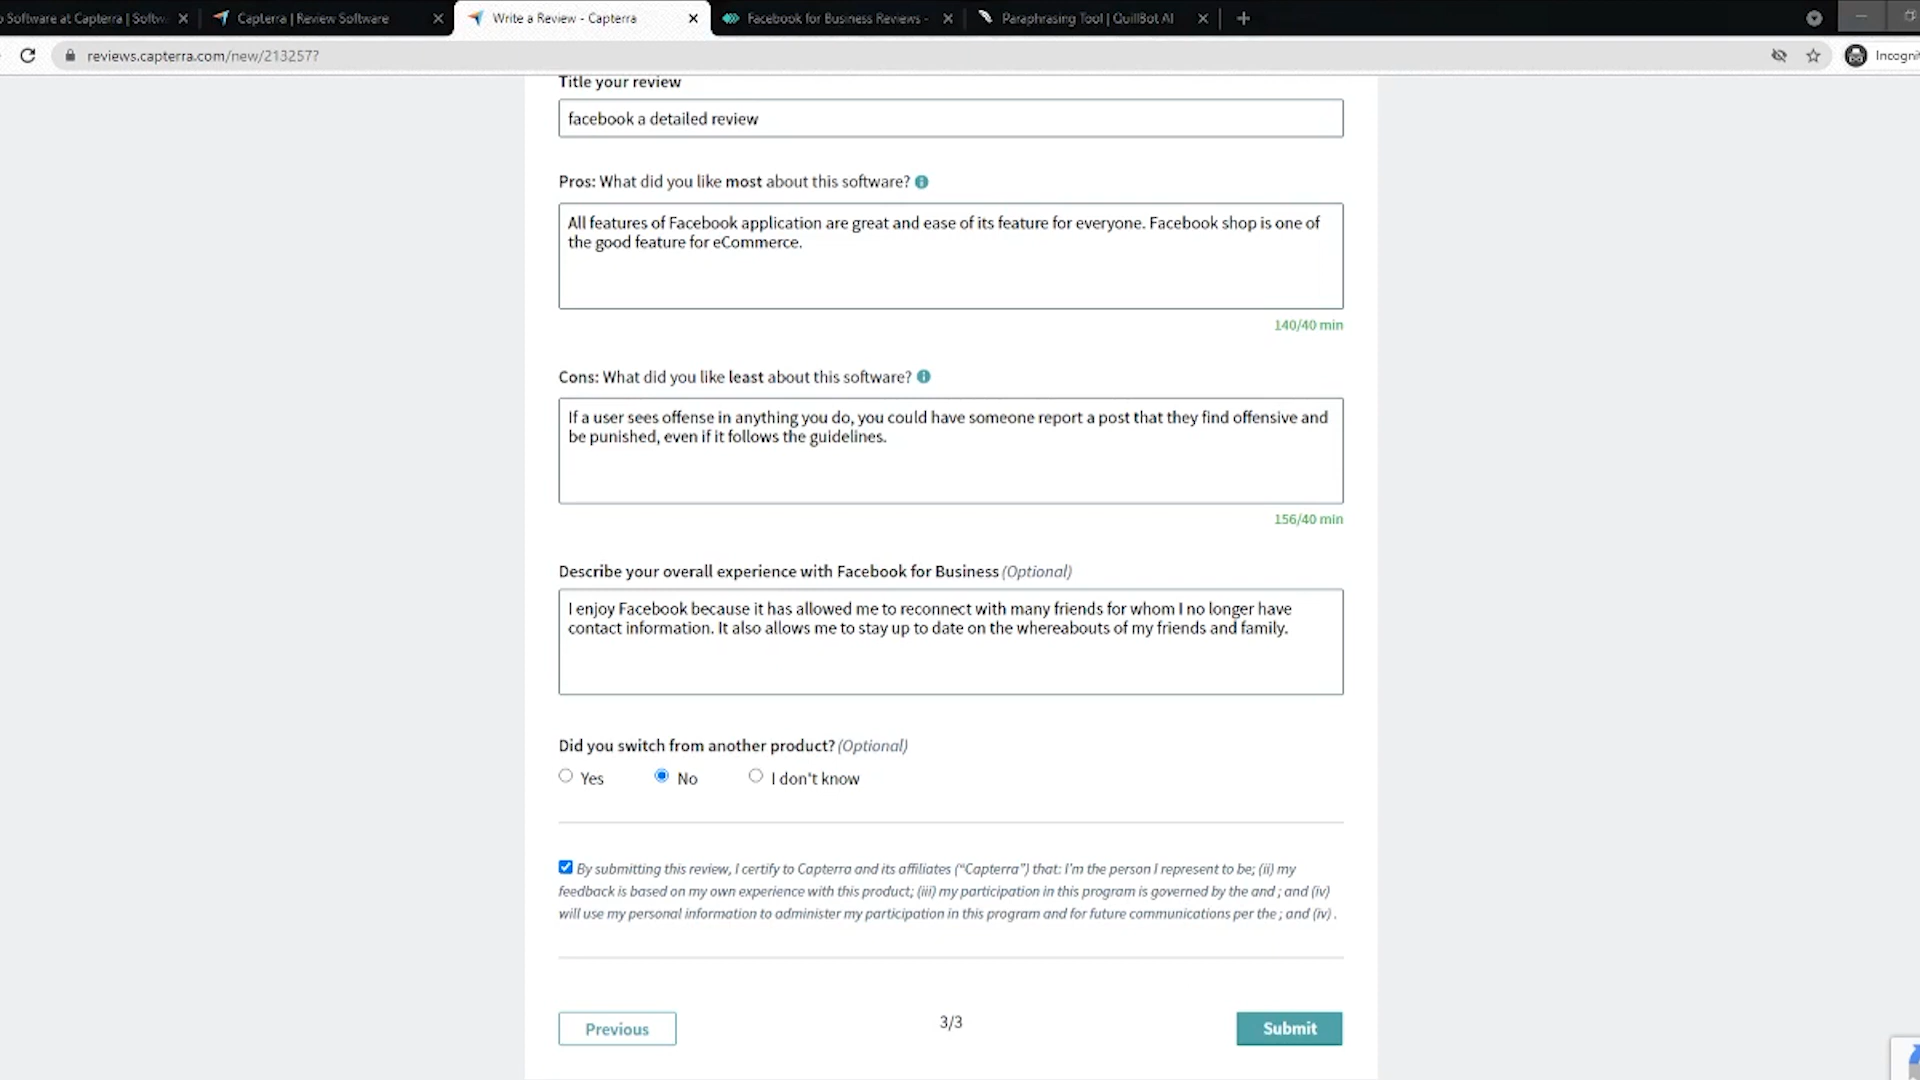 Software at Capterra | Softw
Capterra | Review Software
Write a Review - Capterra
Facebook for Business Reviews -
Paraphrasing Tool | QuillBot AI
reviews.capterra.com/new/213257?
Incognit
Title your review
facebook a detailed review
Pros: What did you like most about this software?
All features of Facebook application are great and ease of its feature for everyone. Facebook shop is one of
the good feature for eCommerce.
140/40 min
Cons: What did you like least about this software?
If a user sees offense in anything you do, you could have someone report a post that they find offensive and
be punished, even if it follows the guidelines.
156/40 min
Describe your overall experience with Facebook for Business (Optional)
I enjoy Facebook because it has allowed me to reconnect with many friends for whom I no longer have
contact information. It also allows me to stay up to date on the whereabouts of my friends and family.
Did you switch from another product? (Optional)
Yes No I don't know
By submitting this review, I certify to Capterra and its affiliates (“Capterra”) that: I'm the person I represent to be; (ii) my
feedback is based on my own experience with this product; (iii) my participation in this program is governed by the and ; and (iv)
will use my personal information to administer my participation in this program and for future communications per the ; and (iv) .
Previous
3/3
Submit